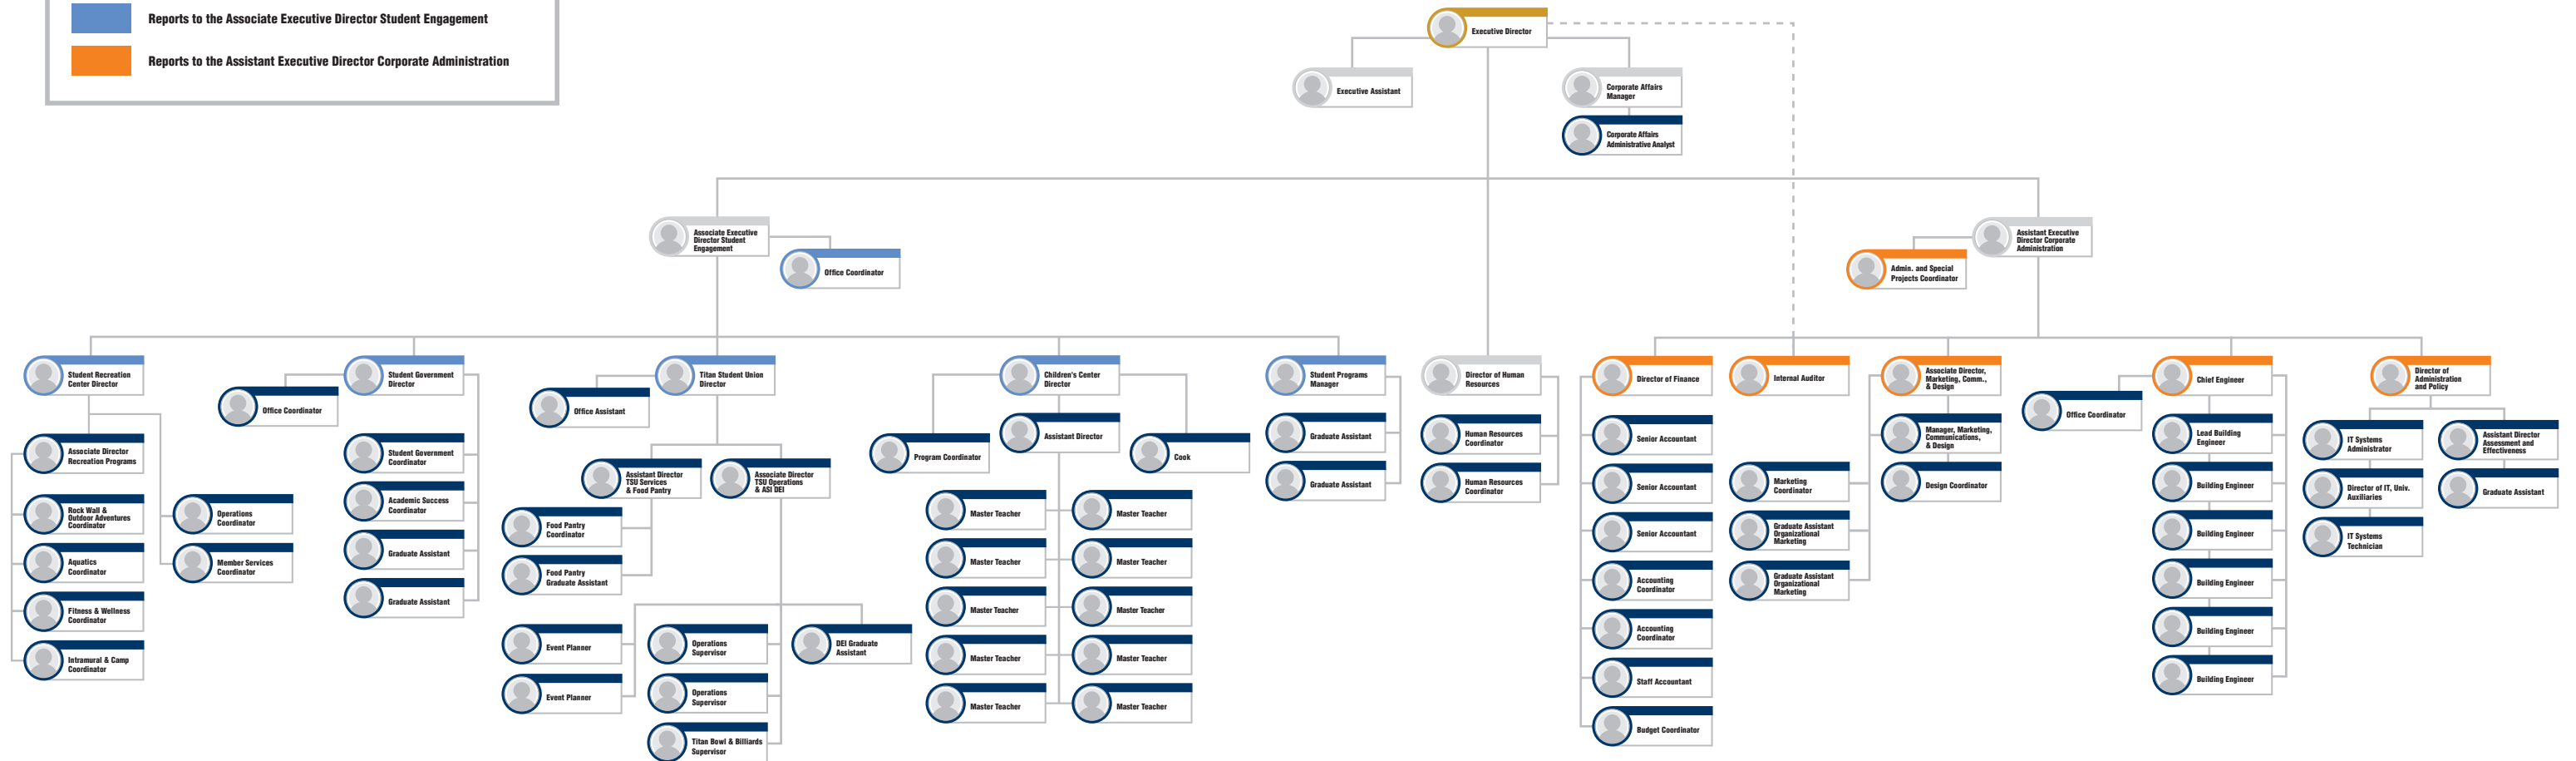 Reports to the Associate Executive Director Student Engagement
Reports to the Assistant Executive Director Corporate Administration
Executive Director
Executive Assistant
Corporate Affairs
Manager
Corporate Affairs
Administrative Analyst
Associate Executive
Director Student
Engagement
Office Coordinator
Assistant Executive
Director Corporate
Administration
Admin. and Special
Projects Coordinator
Student Recreation
Center Director
Associate Director
Recreation Programs
Rock Wall &
Outdoor Adventures
Coordinator
Aquatics
Coordinator
Fitness & Wellness
Coordinator
Intramural & Camp
Coordinator
Operations
Coordinator
Member Services
Coordinator
Student Government
Director
Office Coordinator
Student Government
Coordinator
Academic Success
Coordinator
Graduate Assistant
Graduate Assistant
Titan Student Union
Director
Office Assistant
Assistant Director
TSU Services
& Food Pantry
Associate Director
TSU Operations
& ASI DEI
Food Pantry
Coordinator
Food Pantry
Graduate Assistant
Event Planner
Event Planner
Operations
Supervisor
Operations
Supervisor
Titan Bowl & Billiards
Supervisor
DEI Graduate
Assistant
Children's Center
Director
Program Coordinator
Assistant Director
Cook
Master Teacher
Master Teacher
Master Teacher
Master Teacher
Master Teacher
Master Teacher
Master Teacher
Master Teacher
Master Teacher
Master Teacher
Student Programs
Manager
Graduate Assistant
Graduate Assistant
Director of Human
Resources
Human Resources
Coordinator
Human Resources
Coordinator
Director of Finance
Senior Accountant
Senior Accountant
Senior Accountant
Accounting
Coordinator
Accounting
Coordinator
Staff Accountant
Budget Coordinator
Internal Auditor
Associate Director,
Marketing, Comm.,
& Design
Manager, Marketing,
Communications,
& Design
Design Coordinator
Marketing
Coordinator
Graduate Assistant
Organizational
Marketing
Graduate Assistant
Organizational
Marketing
Chief Engineer
Office Coordinator
Lead Building
Engineer
Building Engineer
Building Engineer
Building Engineer
Building Engineer
Building Engineer
Director of
Administration
and Policy
IT Systems
Administrator
Director of IT, Univ.
Auxiliaries
IT Systems
Technician
Assistant Director
Assessment and
Effectiveness
Graduate Assistant